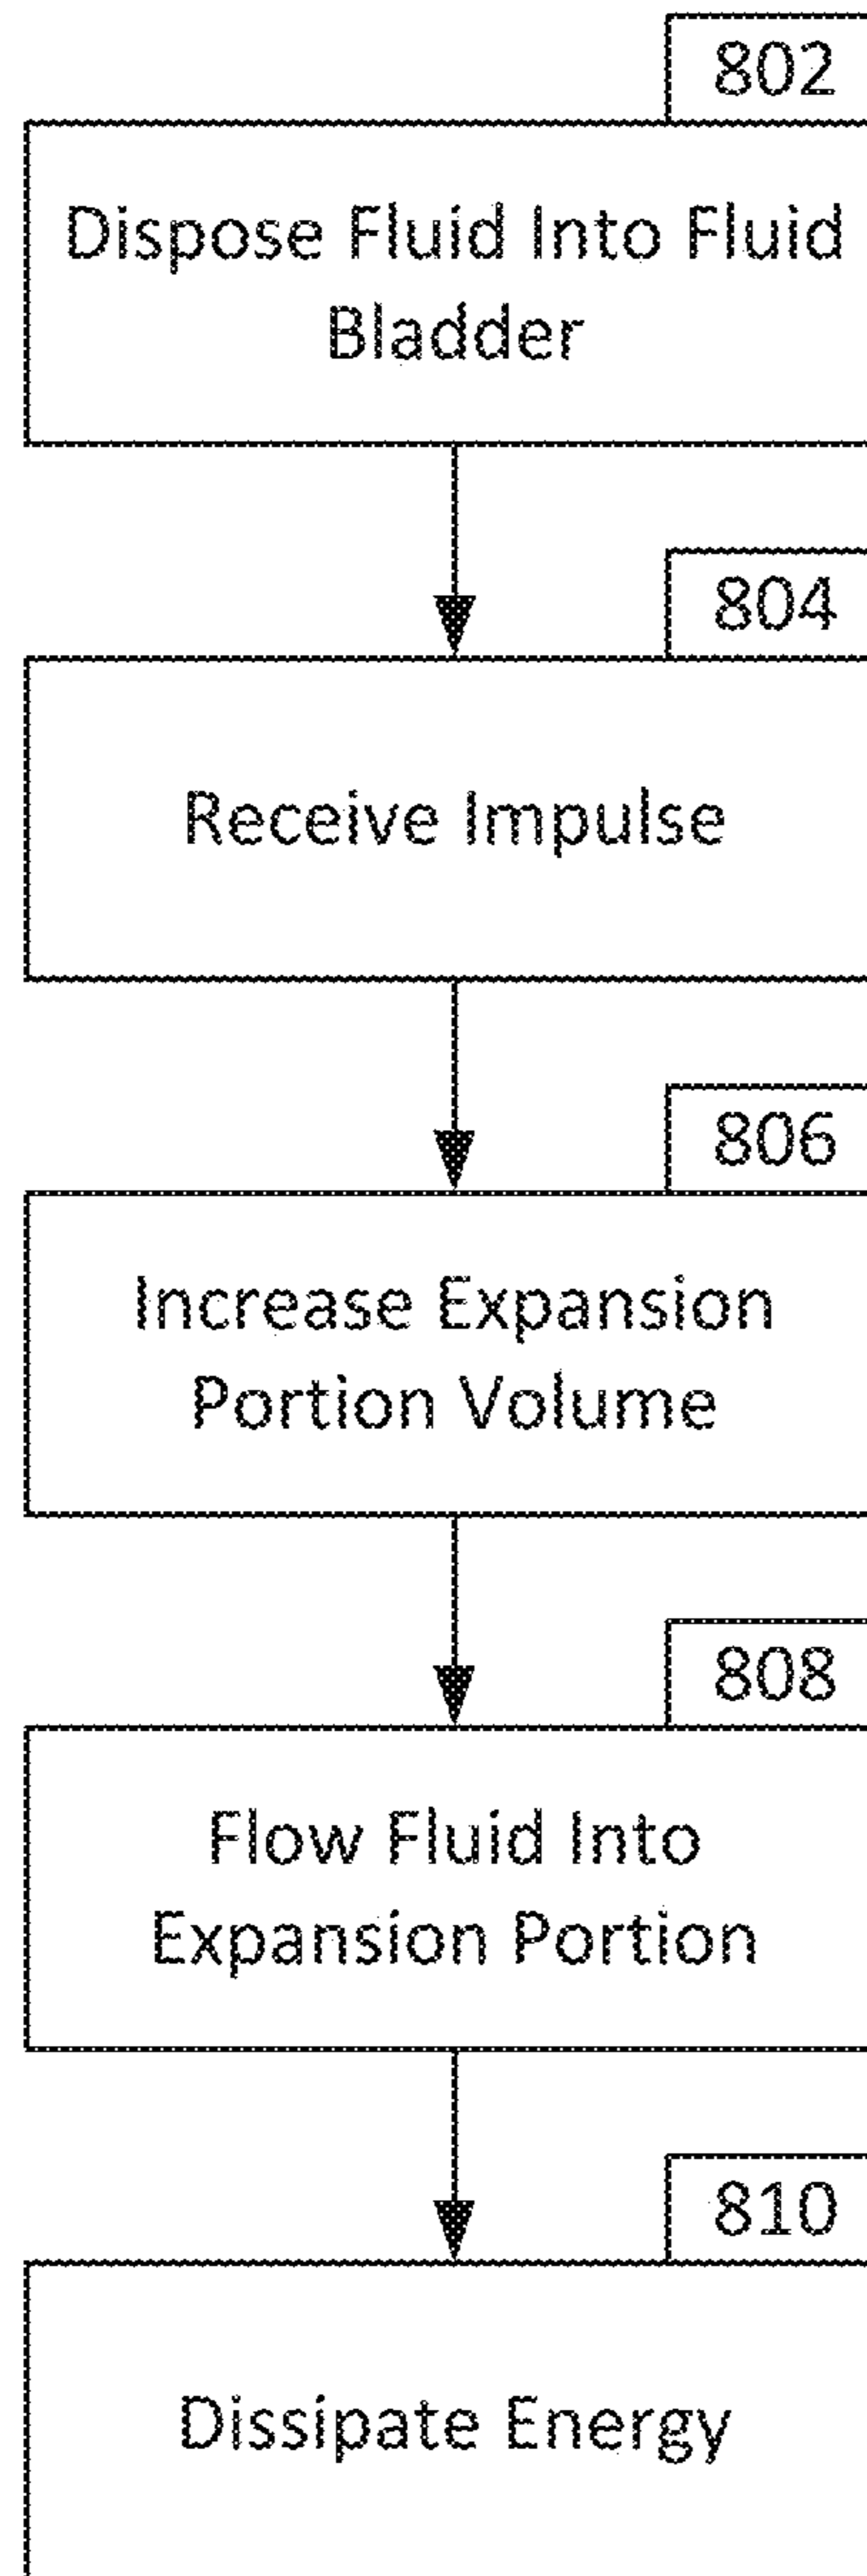 802
Dispose Fluid Into Fluid
Bladder
804
Receive Impulse
806
Increase Expansion
Portion Volume
808
Flow Fluid Into
Expansion Portion
810
Dissipate Energy